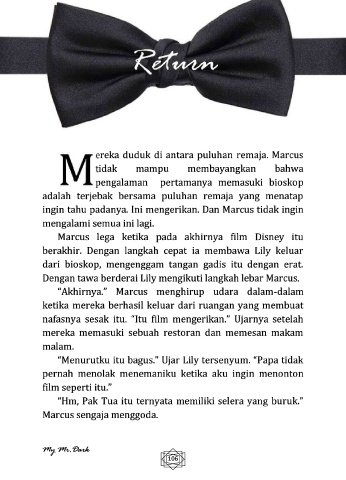 Return
Mereka duduk di antara puluhan remaja. Marcus
tidak mampu membayangkan bahwa
pengalaman pertamanya memasuki bioskop
adalah terjebak bersama puluhan remaja yang menatap
ingin tahu padanya. Ini mengerikan. Dan Marcus tidak ingin
mengalami semua ini lagi.
Marcus lega ketika pada akhirnya film Disney itu
berakhir. Dengan langkah cepat ia membawa Lily keluar
dari bioskop, mengenggam tangan gadis itu dengan erat.
Dengan tawa berderai Lily mengikuti langkah lebar Marcus.
“Akhirnya.” Marcus menghirup udara dalam-dalam
ketika mereka berhasil keluar dari ruangan yang membuat
nafasnya sesak itu. “Itu film mengerikan.” Ujarnya setelah
mereka memasuki sebuah restoran dan memesan makam
malam.
“Menurutku itu bagus.” Ujar Lily tersenyum. “Papa tidak
pernah menolak menemaniku ketika aku ingin menonton
film seperti itu.”
“Hm, Pak Tua itu ternyata memiliki selera yang buruk.”
Marcus sengaja menggoda.
My Mr. Dark
106